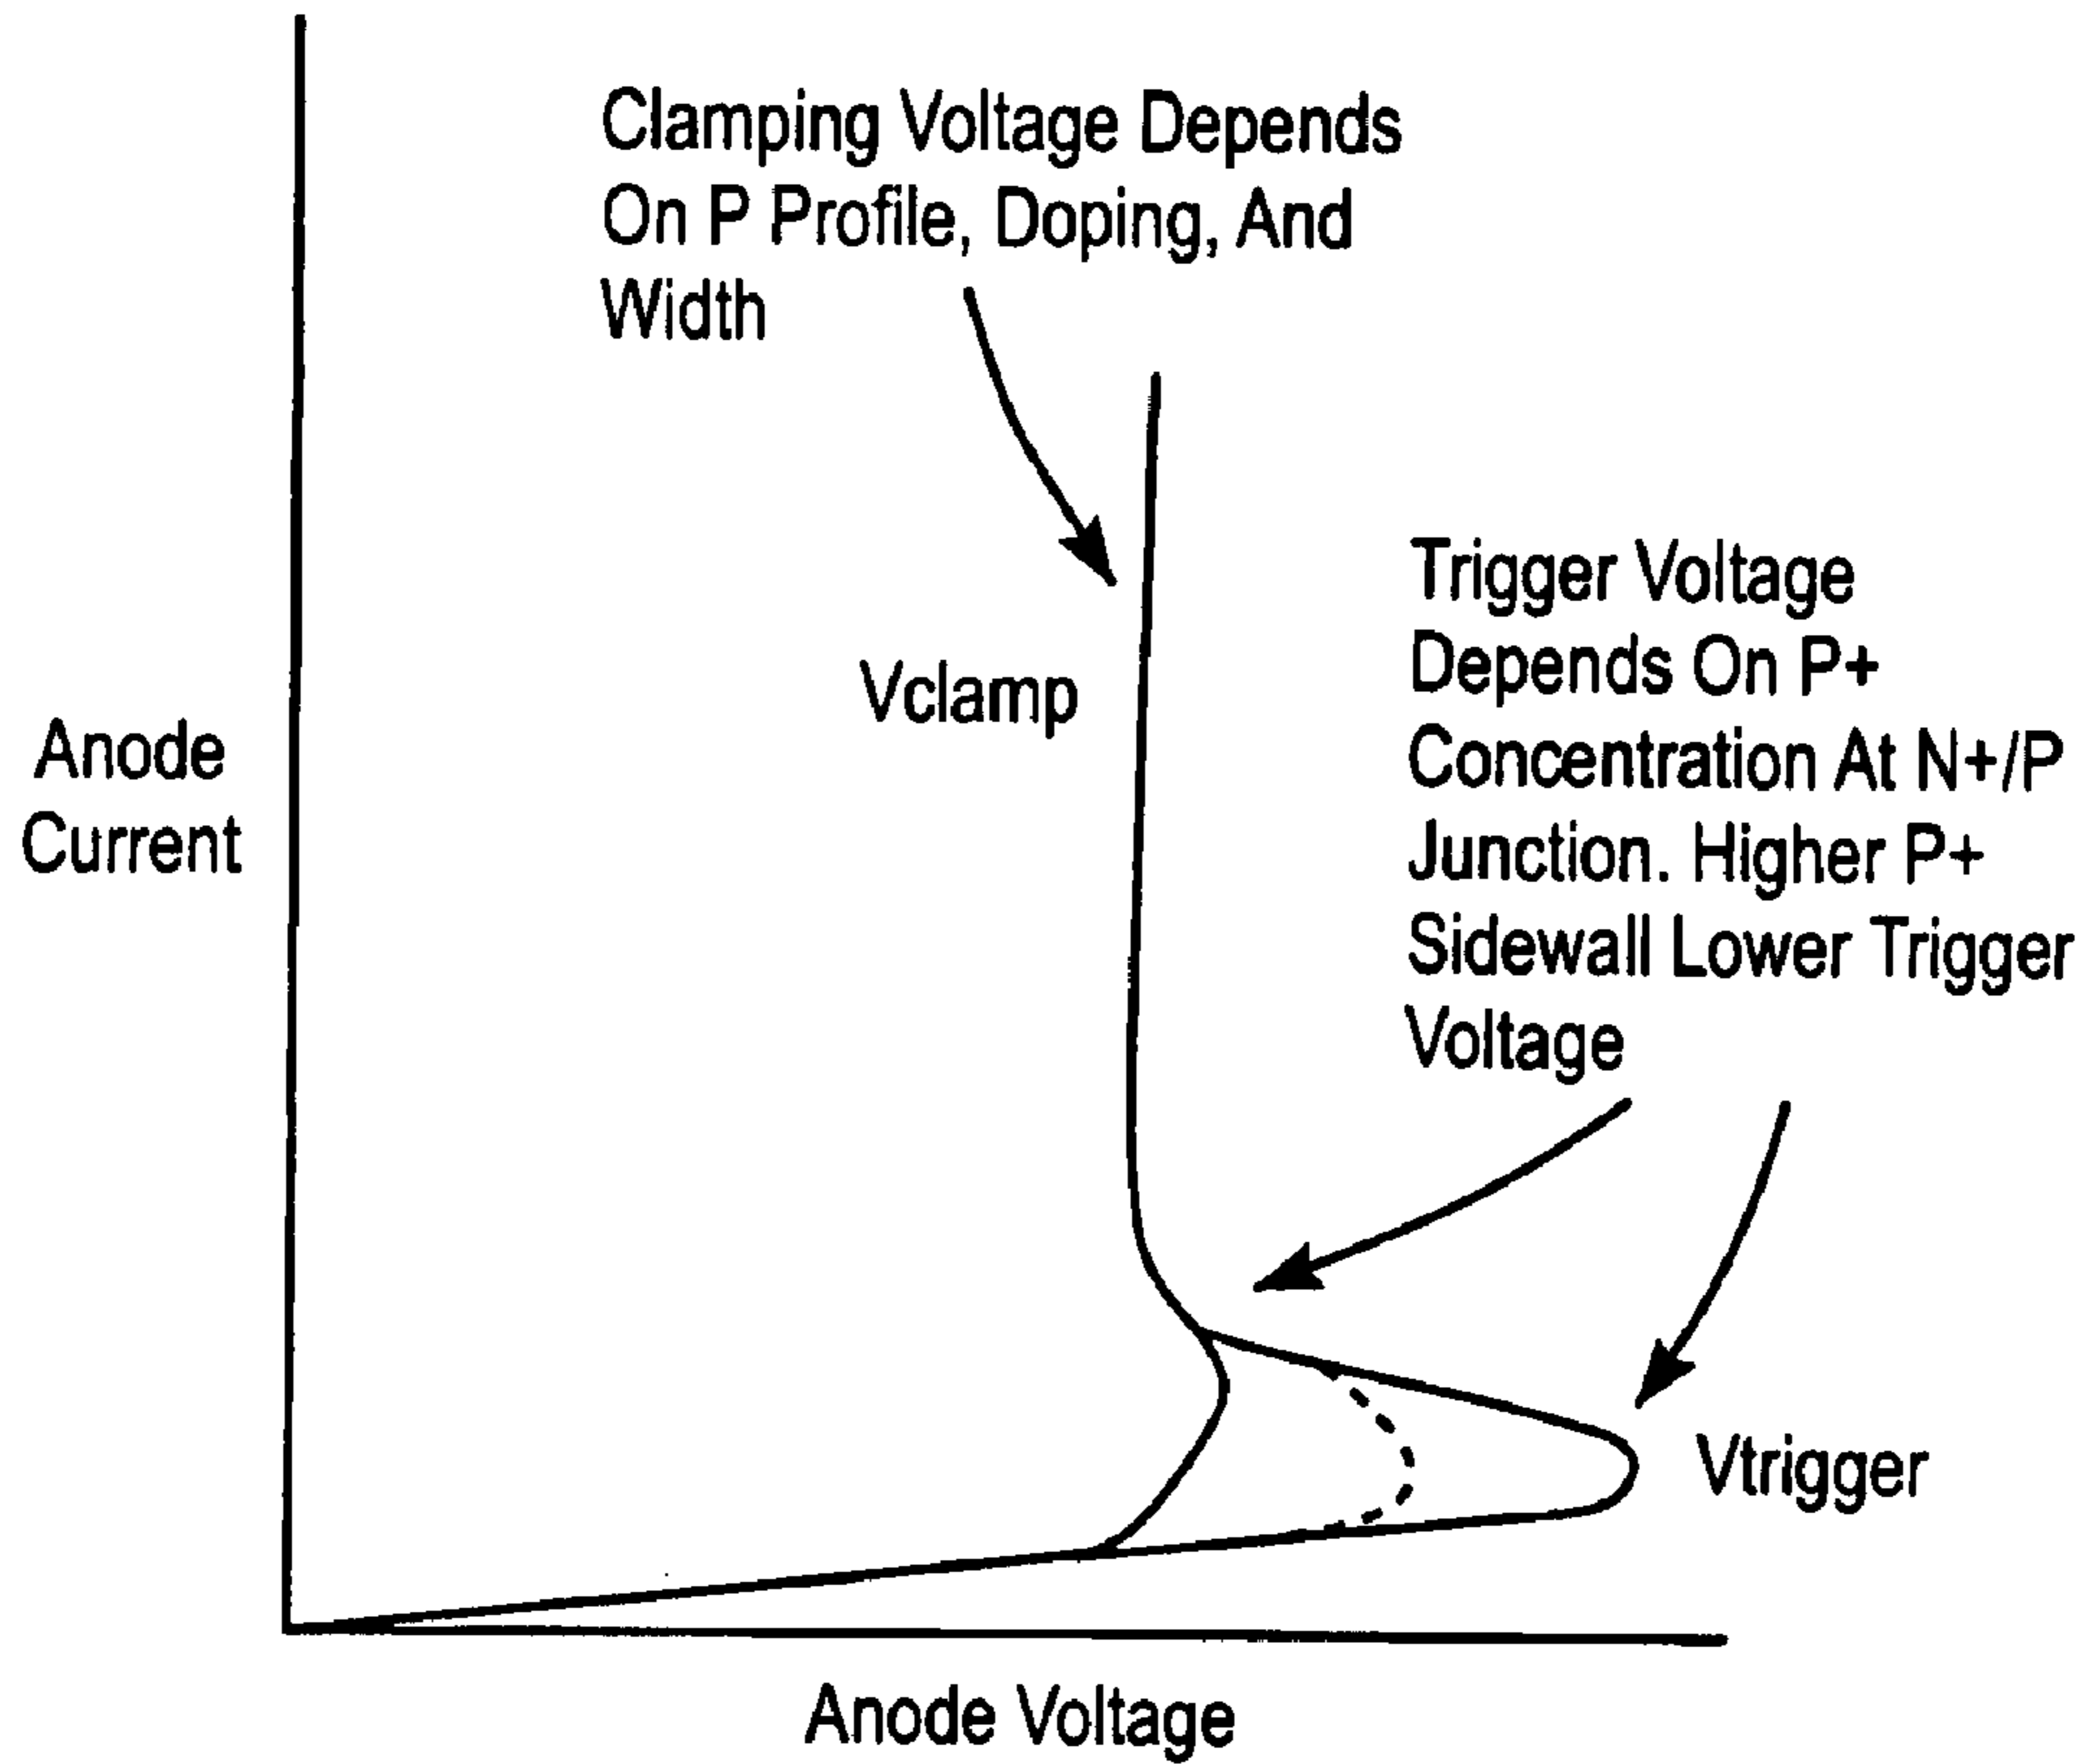 Clamping Voltage Depends
On P Profile, Doping, And
Width
Trigger Voltage
Depends On P+
Concentration At N+/P
Junction. Higher P+
Sidewall Lower Trigger
Voltage
Vclamp
Anode
Current
Vtrigger
Anode Voltage